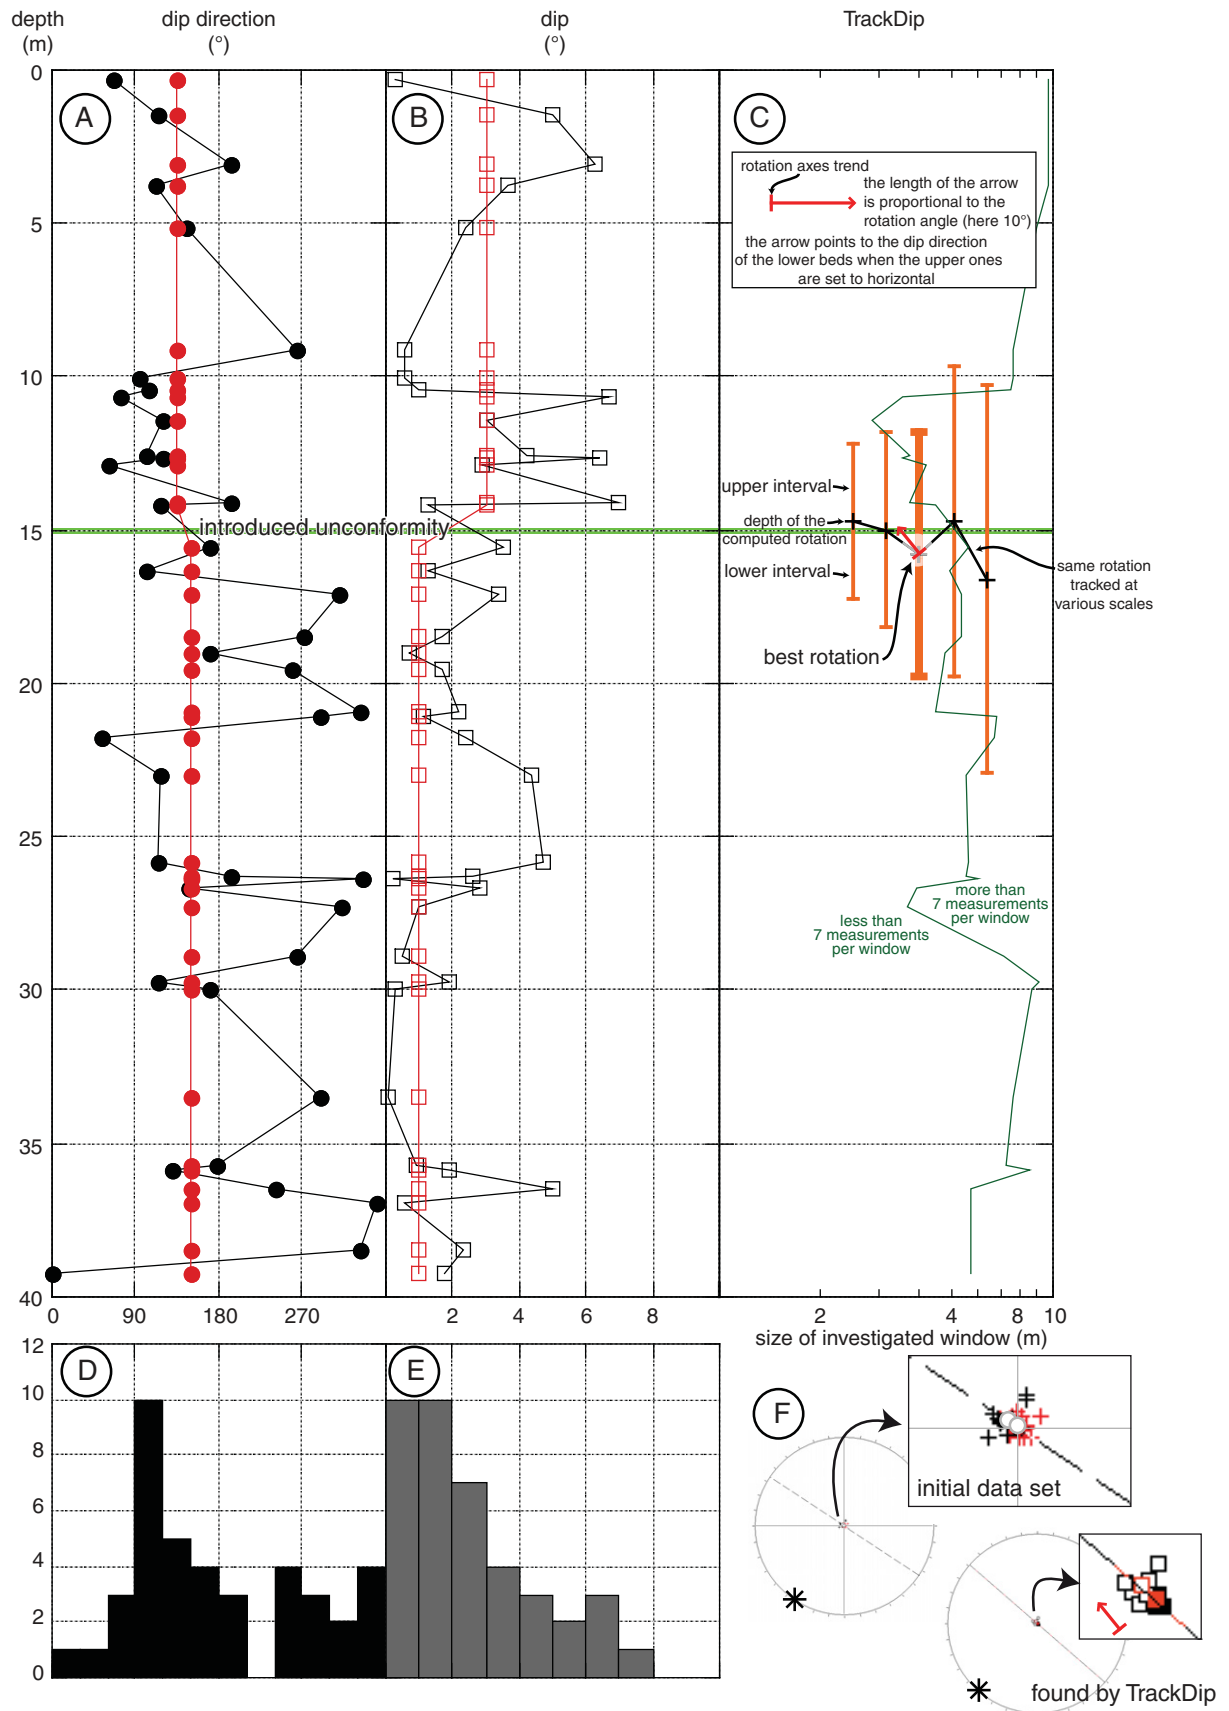 depth
(m)
dip direction
(°)
dip
(°)
TrackDip
0
5
10
15
20
25
30
35
40
A
B
C
rotation axes trend
the length of the arrow
is proportional to the
rotation angle (here 10°)
the arrow points to the dip direction
of the lower beds when the upper ones
are set to horizontal
upper interval
depth of the
computed rotation
lower interval
introduced unconformity
best rotation
same rotation
tracked at
various scales
more than
7 measurements
per window
less than
7 measurements
per window
0 90 180 270
2 4 6 8
2 4 6 8 10
size of investigated window (m)
12
10
8
6
4
2
0
D
E
F
initial data set
found by TrackDip